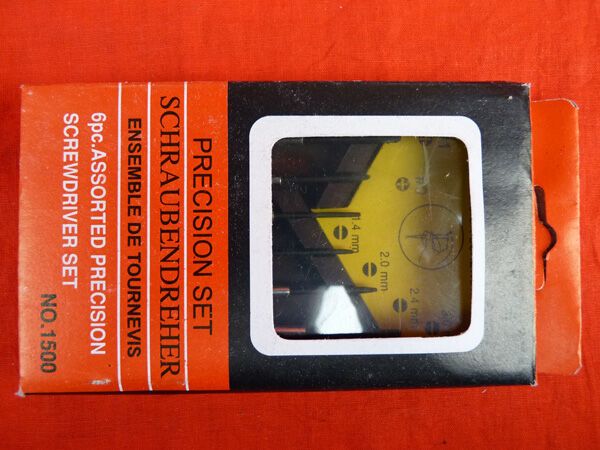 PRECISION SET
SCHRAUBENDREHER
ENSEMBLE DE TOURNEVIS
6pc.ASSORTED PRECISION
SCREWDRIVER SET
NO.1500
1.4 mm
2.0 mm
2.4 mm